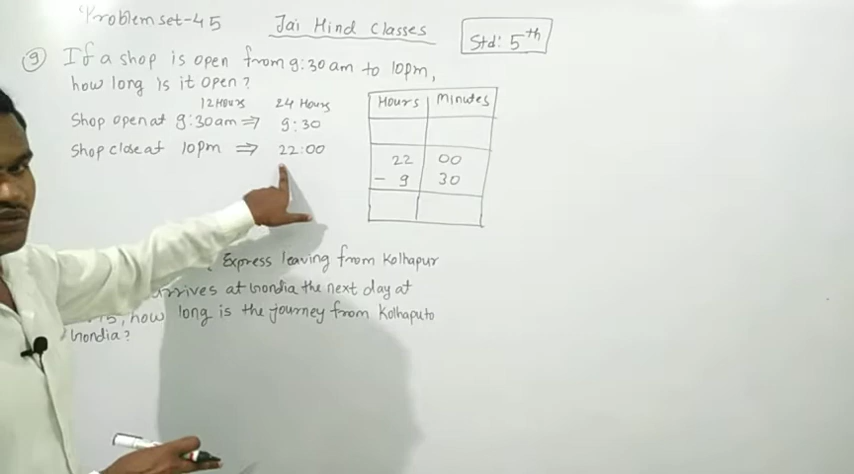 Problem set-45
Jai Hind Classes
Std: 5th
9 If a shop is open from 9:30 am to 10pm,
how long is it open?
12 Hours 24 Hours
Shop open at 9:30am ⇒ 9:30
Shop close at 10pm ⇒ 22:00
Hours Minutes
22 00
- 9 30
Express leaving from Kolhapur
arrives at Gondia the next day at
how long is the journey from Kolhapu to
Gondia?